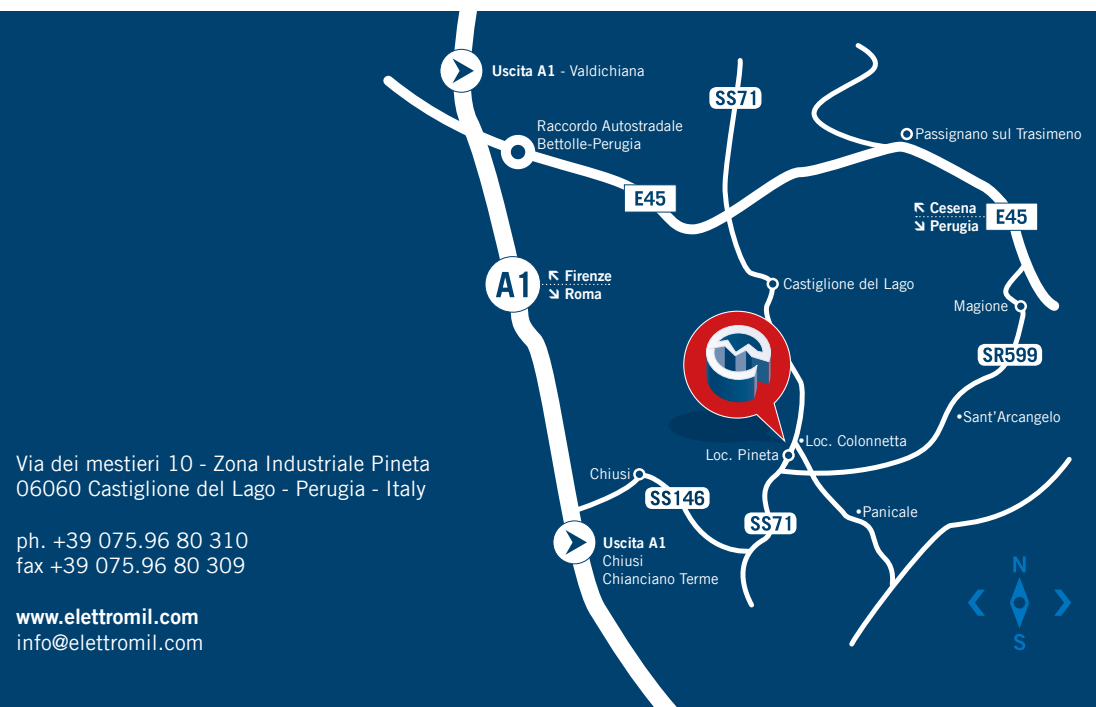 Uscita A1 - Valdichiana
SS71
Raccordo Autostradale
Bettolle-Perugia
Passignano sul Trasimeno
E45
Cesena
Perugia
E45
A1
Firenze
Roma
Castiglione del Lago
Magione
SR599
Sant'Arcangelo
Loc. Colonnetta
Loc. Pineta
Chiusi
SS146
SS71
Panicale
Uscita A1
Chiusi
Chianciano Terme
N
S
Via dei mestieri 10 - Zona Industriale Pineta
06060 Castiglione del Lago - Perugia - Italy
ph. +39 075.96 80 310
fax +39 075.96 80 309
www.elettromil.com
info@elettromil.com